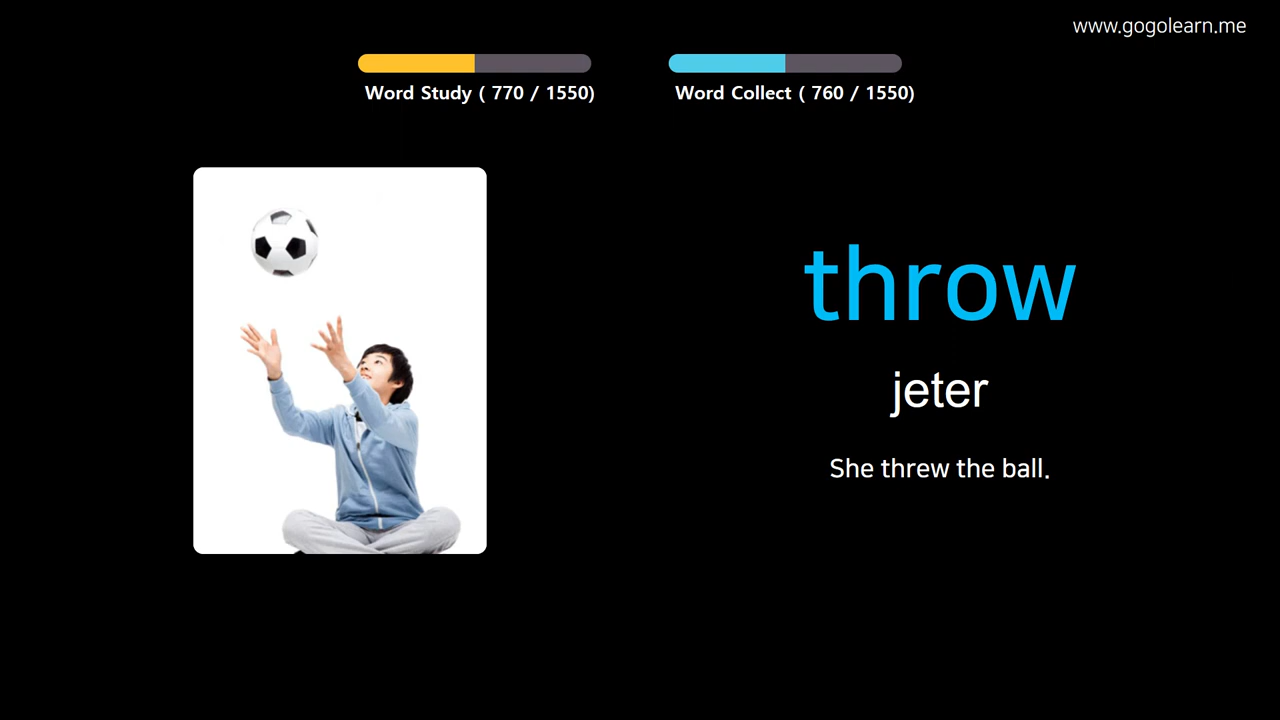 www.gogolearn.me
Word Study ( 770 / 1550)
Word Collect ( 760 / 1550)
throw
jeter
She threw the ball.